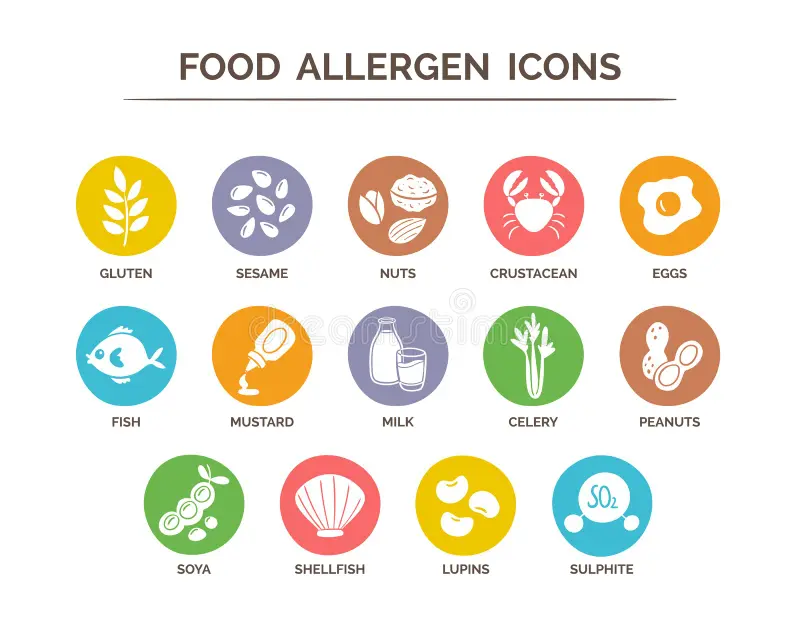 FOOD ALLERGEN ICONS
GLUTEN
SESAME
NUTS
CRUSTACEAN
EGGS
FISH
MUSTARD
MILK
CELERY
PEANUTS
SO₂
SOYA
SHELLFISH
LUPINS
SULPHITE